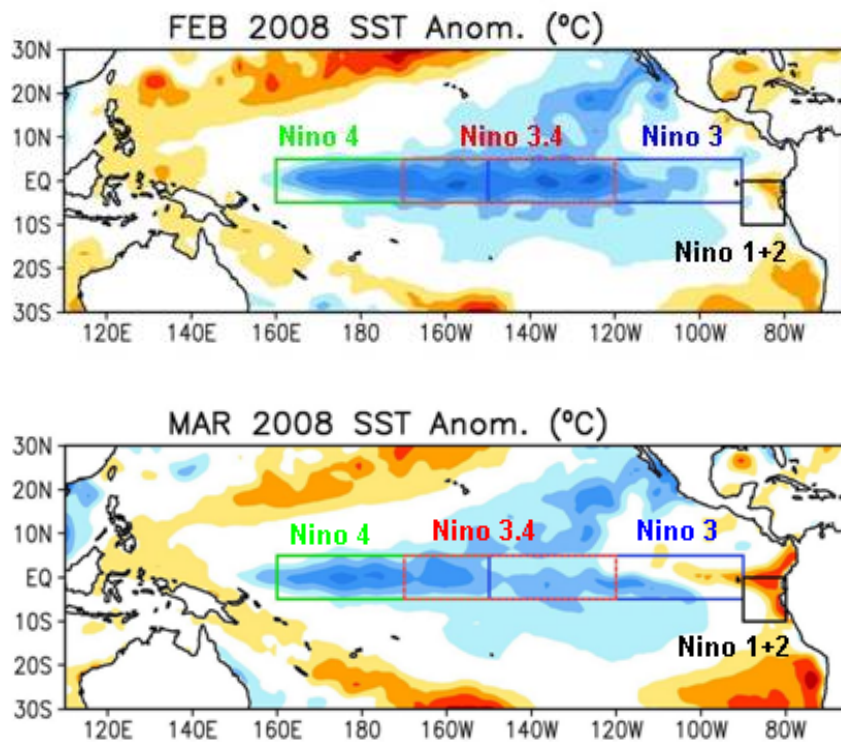 FEB 2008 SST Anom. (ºC)
30N
20N
10N
Nino 4 Nino 3.4 Nino 3
EQ
10S
Nino 1+2
20S
30S
120E 140E 160E 180 160W 140W 120W 100W 80W
MAR 2008 SST Anom. (ºC)
30N
20N
10N
Nino 4 Nino 3.4 Nino 3
EQ
10S
Nino 1+2
20S
30S
120E 140E 160E 180 160W 140W 120W 100W 80W